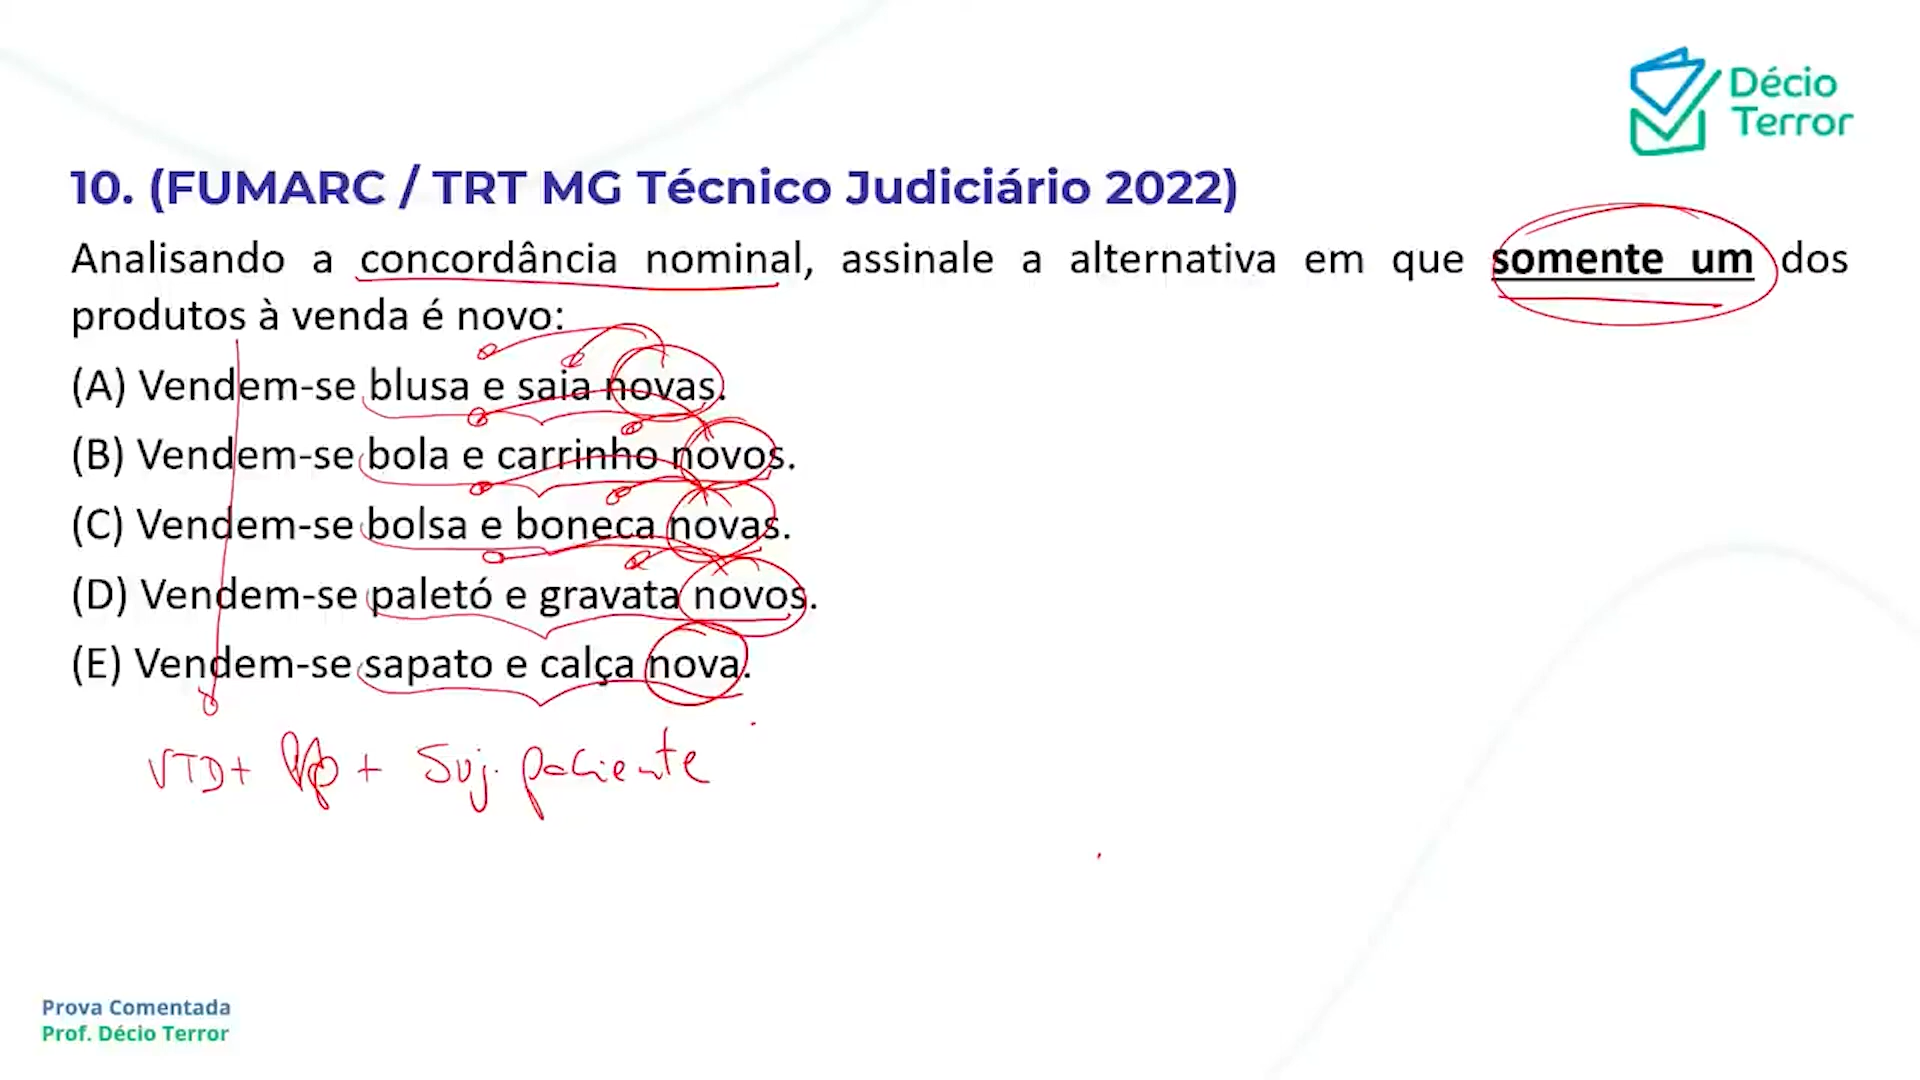 Décio
Terror
10. (FUMARC / TRT MG Técnico Judiciário 2022)
Analisando a concordância nominal, assinale a alternativa em que somente um dos
produtos à venda é novo:
(A) Vendem-se blusa e saia novas.
(B) Vendem-se bola e carrinho novos.
(C) Vendem-se bolsa e boneca novas.
(D) Vendem-se paletó e gravata novos.
(E) Vendem-se sapato e calça nova.
VTD+ + Suj. paciente
Prova Comentada
Prof. Décio Terror